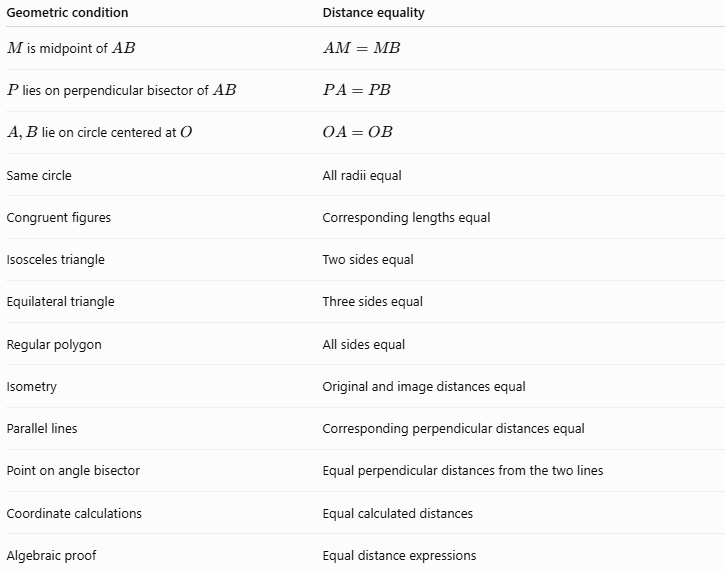 Geometric condition Distance equality
M is midpoint of AB AM = MB
P lies on perpendicular bisector of AB PA = PB
A, B lie on circle centered at O OA = OB
Same circle All radii equal
Congruent figures Corresponding lengths equal
Isosceles triangle Two sides equal
Equilateral triangle Three sides equal
Regular polygon All sides equal
Isometry Original and image distances equal
Parallel lines Corresponding perpendicular distances equal
Point on angle bisector Equal perpendicular distances from the two lines
Coordinate calculations Equal calculated distances
Algebraic proof Equal distance expressions